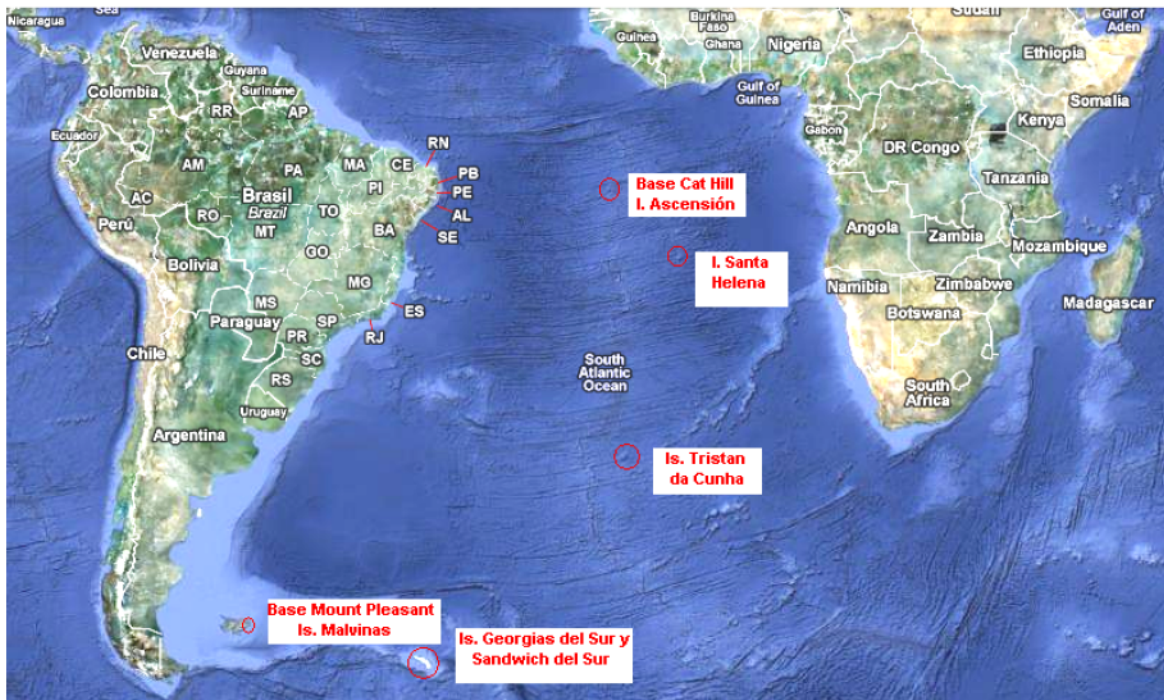 Nicaragua
Sea
Venezuela
Guyana
Suriname
Colombia
RR
AP
Ecuador
AM
PA
MA
CE
RN
PB
PI
PE
AC
Brasil
Brazil
TO
AL
RO
BA
SE
Perú
MT
GO
Bolivia
MG
MS
ES
Paraguay
SP
RJ
PR
Chile
SC
RS
Uruguay
Argentina
Burkina
Faso
Guinea
Ghana
Nigeria
Sudan
Gulf of
Aden
Ethiopia
Gulf of
Guinea
Somalia
Gabon
Kenya
DR Congo
Tanzania
Base Cat Hill
I. Ascensión
Angola
Zambia
Mozambique
I. Santa
Helena
Namibia
Zimbabwe
Botswana
Madagascar
South
Atlantic
Ocean
South
Africa
Is. Tristan
da Cunha
Base Mount Pleasant
Is. Malvinas
Is. Georgias del Sur y
Sandwich del Sur